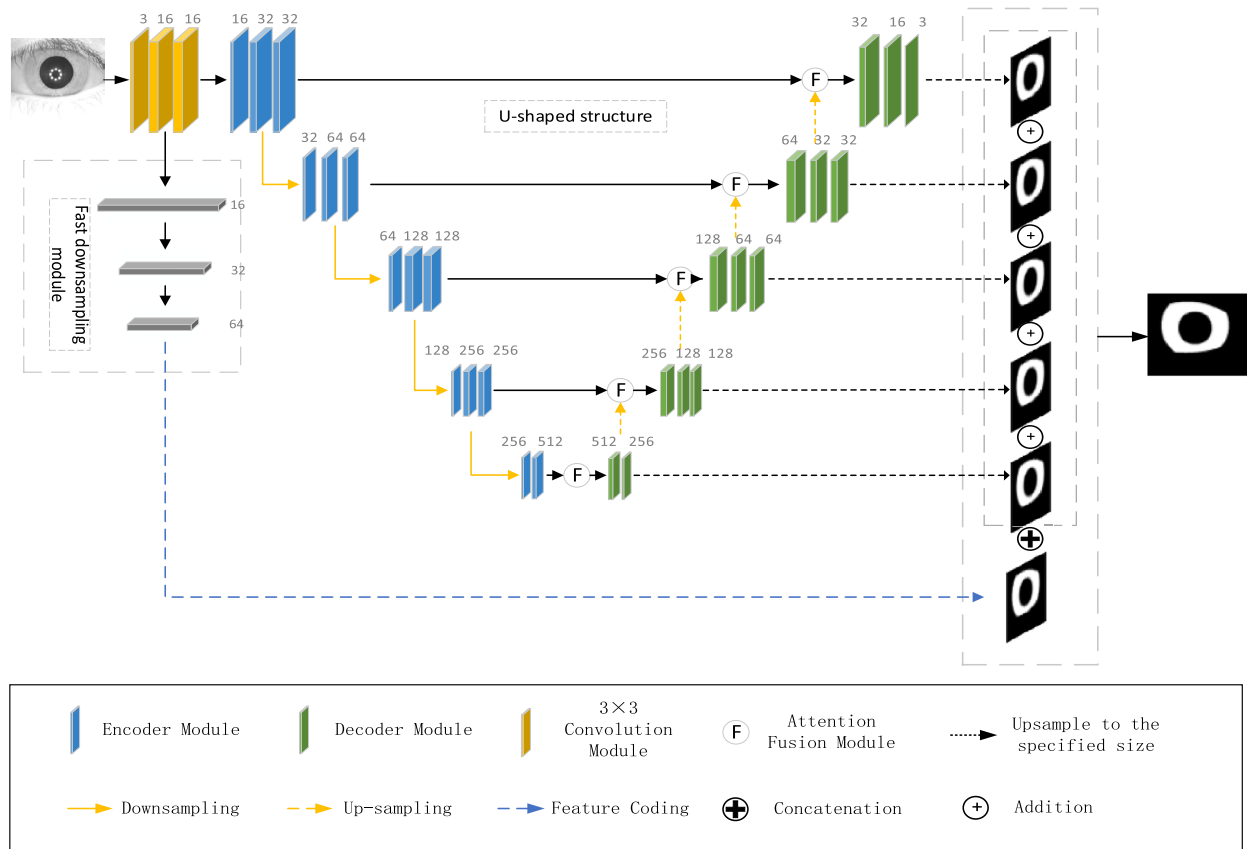 3 16 16
16 32 32
32 16 3
F
U-shaped structure
32 64 64
64 32 32
F
Fast downsampling
module
16
32
64
64 128 128
128 64 64
F
128 256 256
256 128 128
F
256 512
512 256
F
+
+
+
+
3×3
Encoder Module
Decoder Module
Convolution
Module
F
Attention
Fusion Module
Upsample to the
specified size
Downsampling
Up-sampling
Feature Coding
Concatenation
+
Addition